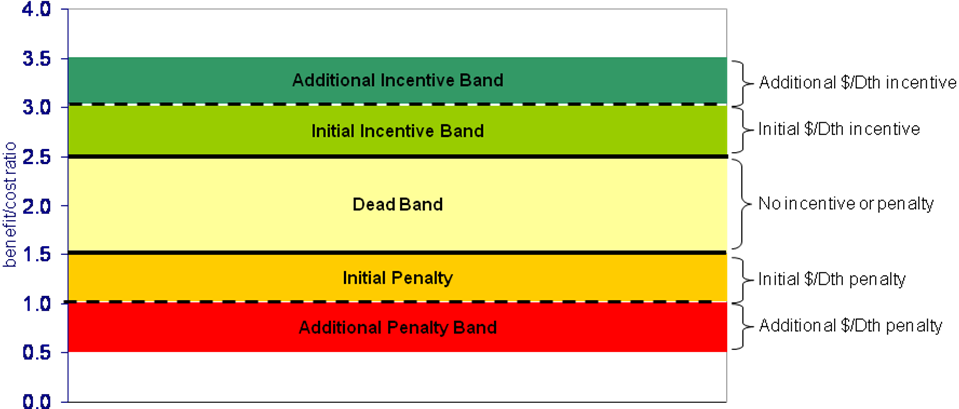 4.0
3.5
Additional Incentive Band
Additional $/Dth incentive
3.0
Initial Incentive Band
Initial $/Dth incentive
2.5
benefit/cost ratio
2.0
Dead Band
No incentive or penalty
1.5
Initial Penalty
Initial $/Dth penalty
1.0
Additional Penalty Band
Additional $/Dth penalty
0.5
0.0